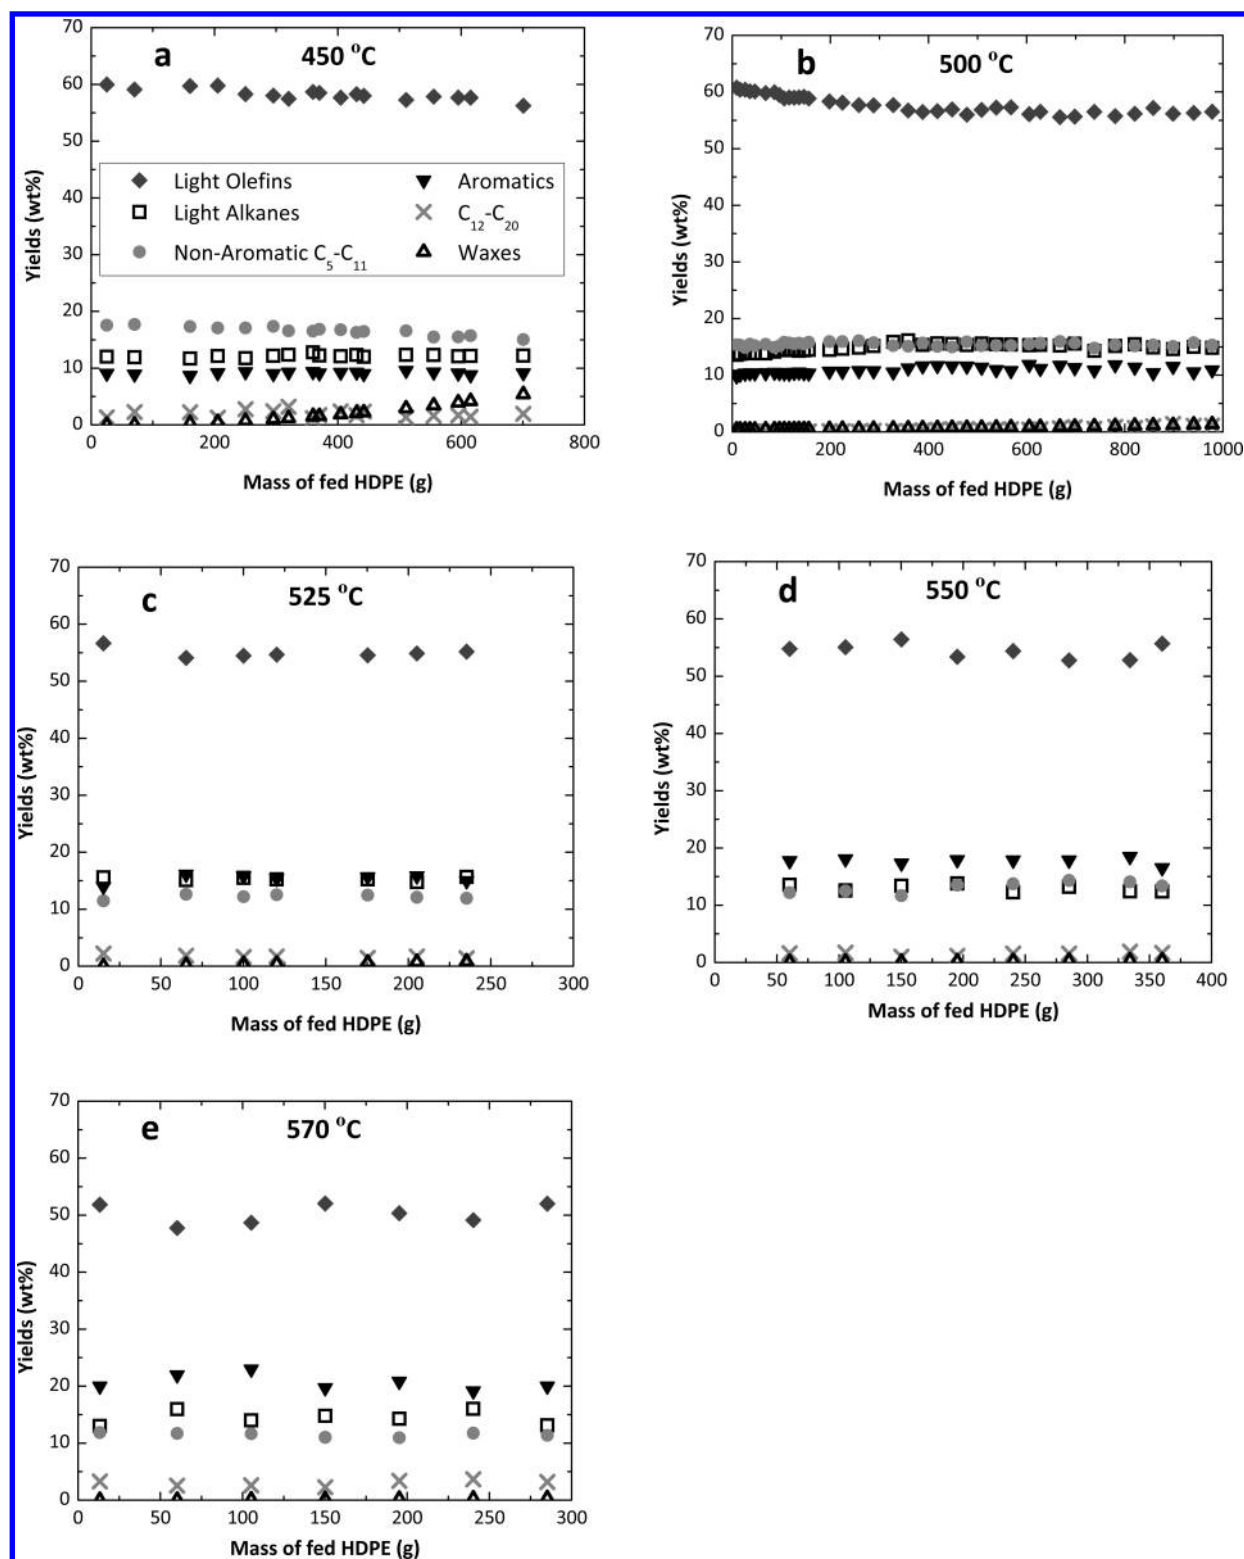 a
450 °C
70
60
50
40
30
20
10
0
Yields (wt%)
Light Olefins
Light Alkanes
Non-Aromatic C5-C11
Aromatics
C12-C20
Waxes
0 200 400 600 800
Mass of fed HDPE (g)
b
500 °C
70
60
50
40
30
20
10
0
Yields (wt%)
0 200 400 600 800 1000
Mass of fed HDPE (g)
c
525 °C
70
60
50
40
30
20
10
0
Yields (wt%)
0 50 100 150 200 250 300
Mass of fed HDPE (g)
d
550 °C
70
60
50
40
30
20
10
0
Yields (wt%)
0 50 100 150 200 250 300 350 400
Mass of fed HDPE (g)
e
570 °C
70
60
50
40
30
20
10
0
Yields (wt%)
0 50 100 150 200 250 300
Mass of fed HDPE (g)